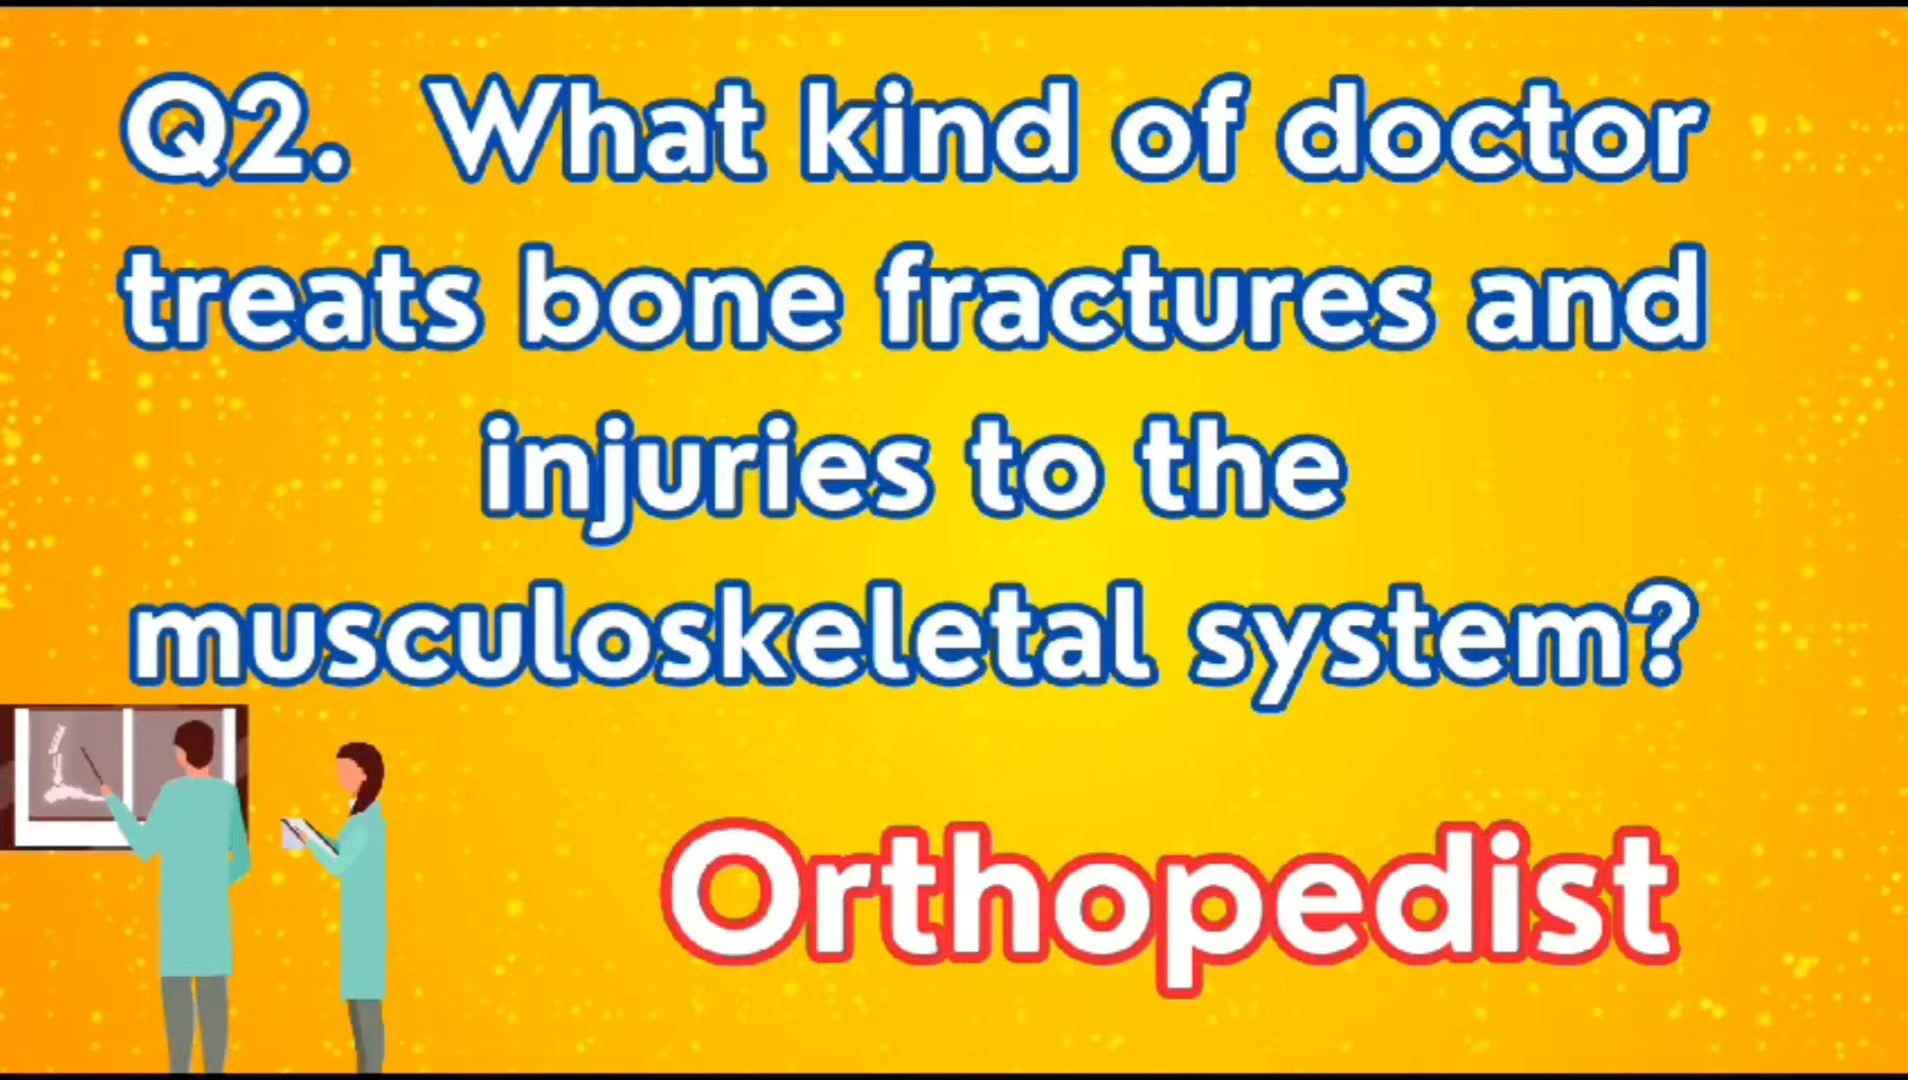 Q2. What kind of doctor
treats bone fractures and
injuries to the
musculoskeletal system?
Orthopedist